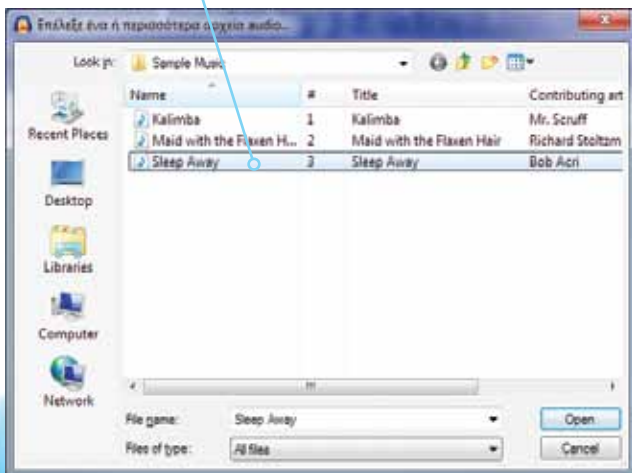 Επίλεξε ένα ή περισσότερα αρχεία audio...
Look in: Sample Music
Name # Title Contributing art
Kalimba 1 Kalimba Mr. Scruff
Maid with the Flaxen H... 2 Maid with the Flaxen Hair Richard Stoltzm
Sleep Away 3 Sleep Away Bob Acri
Recent Places
Desktop
Libraries
Computer
Network
File name: Sleep Away Open
Files of type: All files Cancel